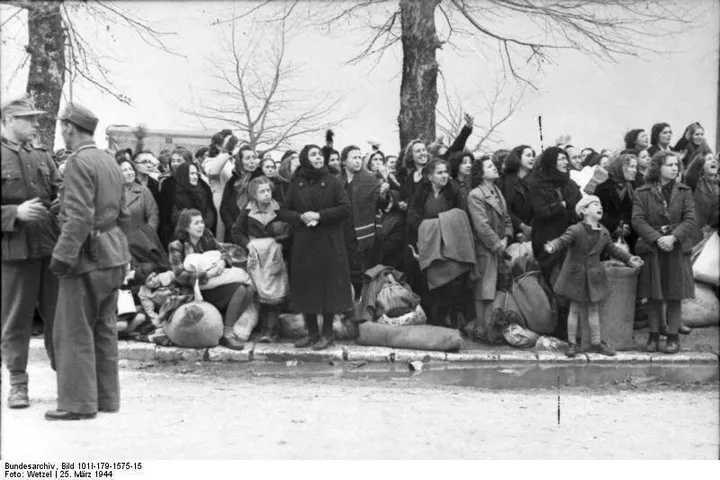 Bundesarchiv, Bild 101I-179-1575-15
Foto: Wetzel | 25. März 1944